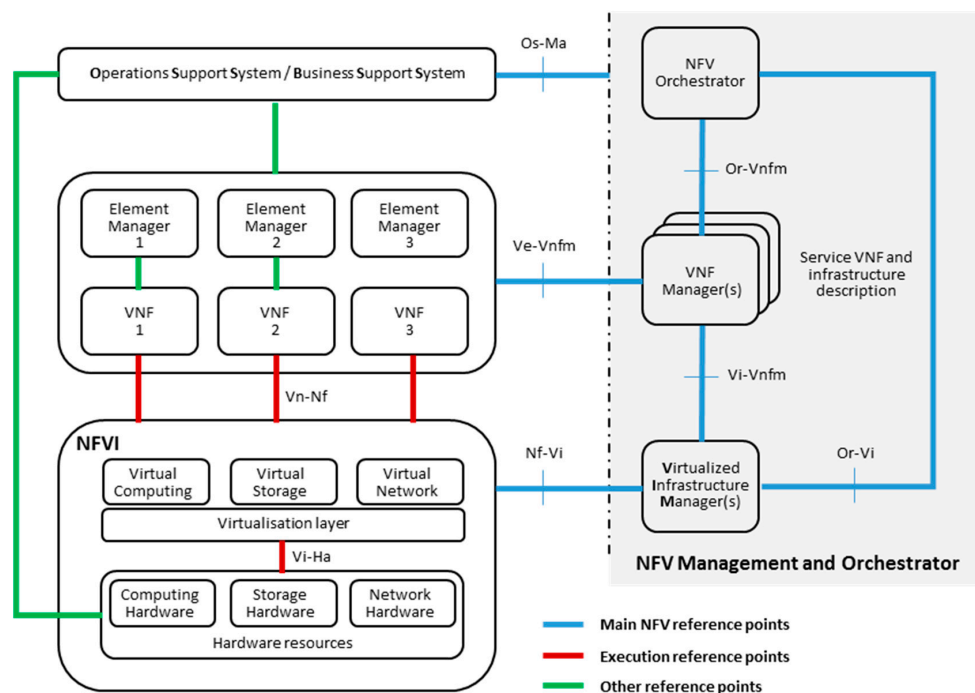 Os-Ma
Operations Support System / Business Support System
NFV
Orchestrator
Or-Vnfm
Element
Manager
1
Element
Manager
2
Element
Manager
3
Ve-Vnfm
VNF
Manager(s)
Service VNF and
infrastructure
description
VNF
1
VNF
2
VNF
3
Vn-Nf
Vi-Vnfm
NFVI
Virtual
Computing
Virtual
Storage
Virtual
Network
Nf-Vi
Virtualized
Infrastructure
Manager(s)
Or-Vi
Virtualisation layer
Vi-Ha
NFV Management and Orchestrator
Computing
Hardware
Storage
Hardware
Network
Hardware
Hardware resources
Main NFV reference points
Execution reference points
Other reference points